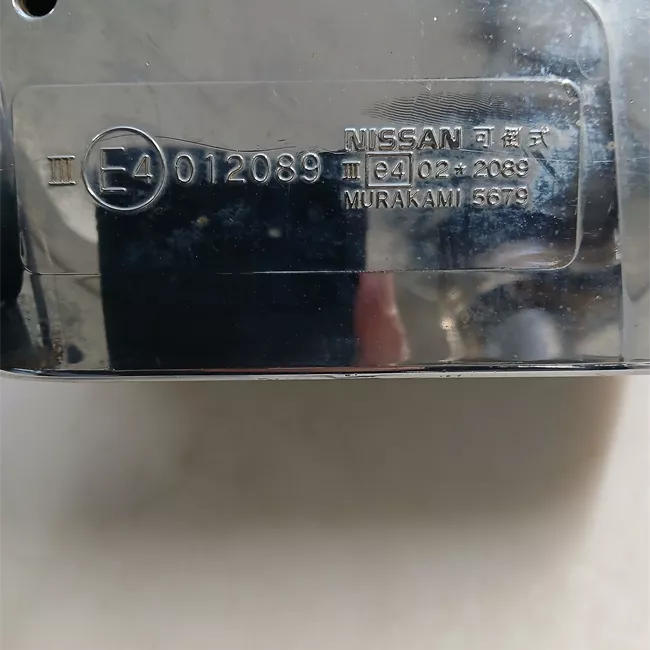 III E4 012089
NISSAN 可倒式
III e4 02*2089
MURAKAMI 5679